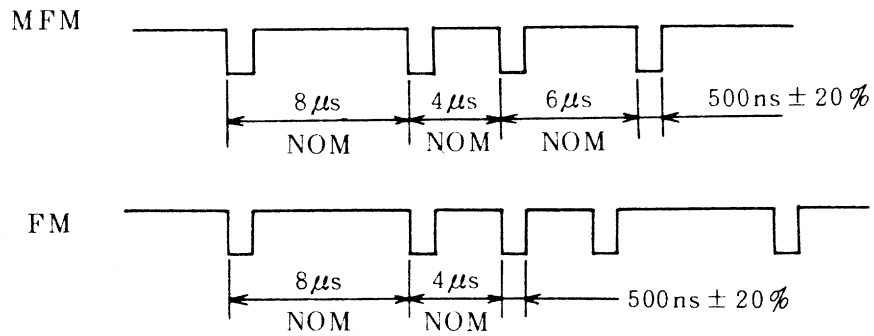 MFM
8μs 4μs 6μs 500ns ± 20%
NOM NOM NOM
FM
8μs 4μs 500ns ± 20%
NOM NOM